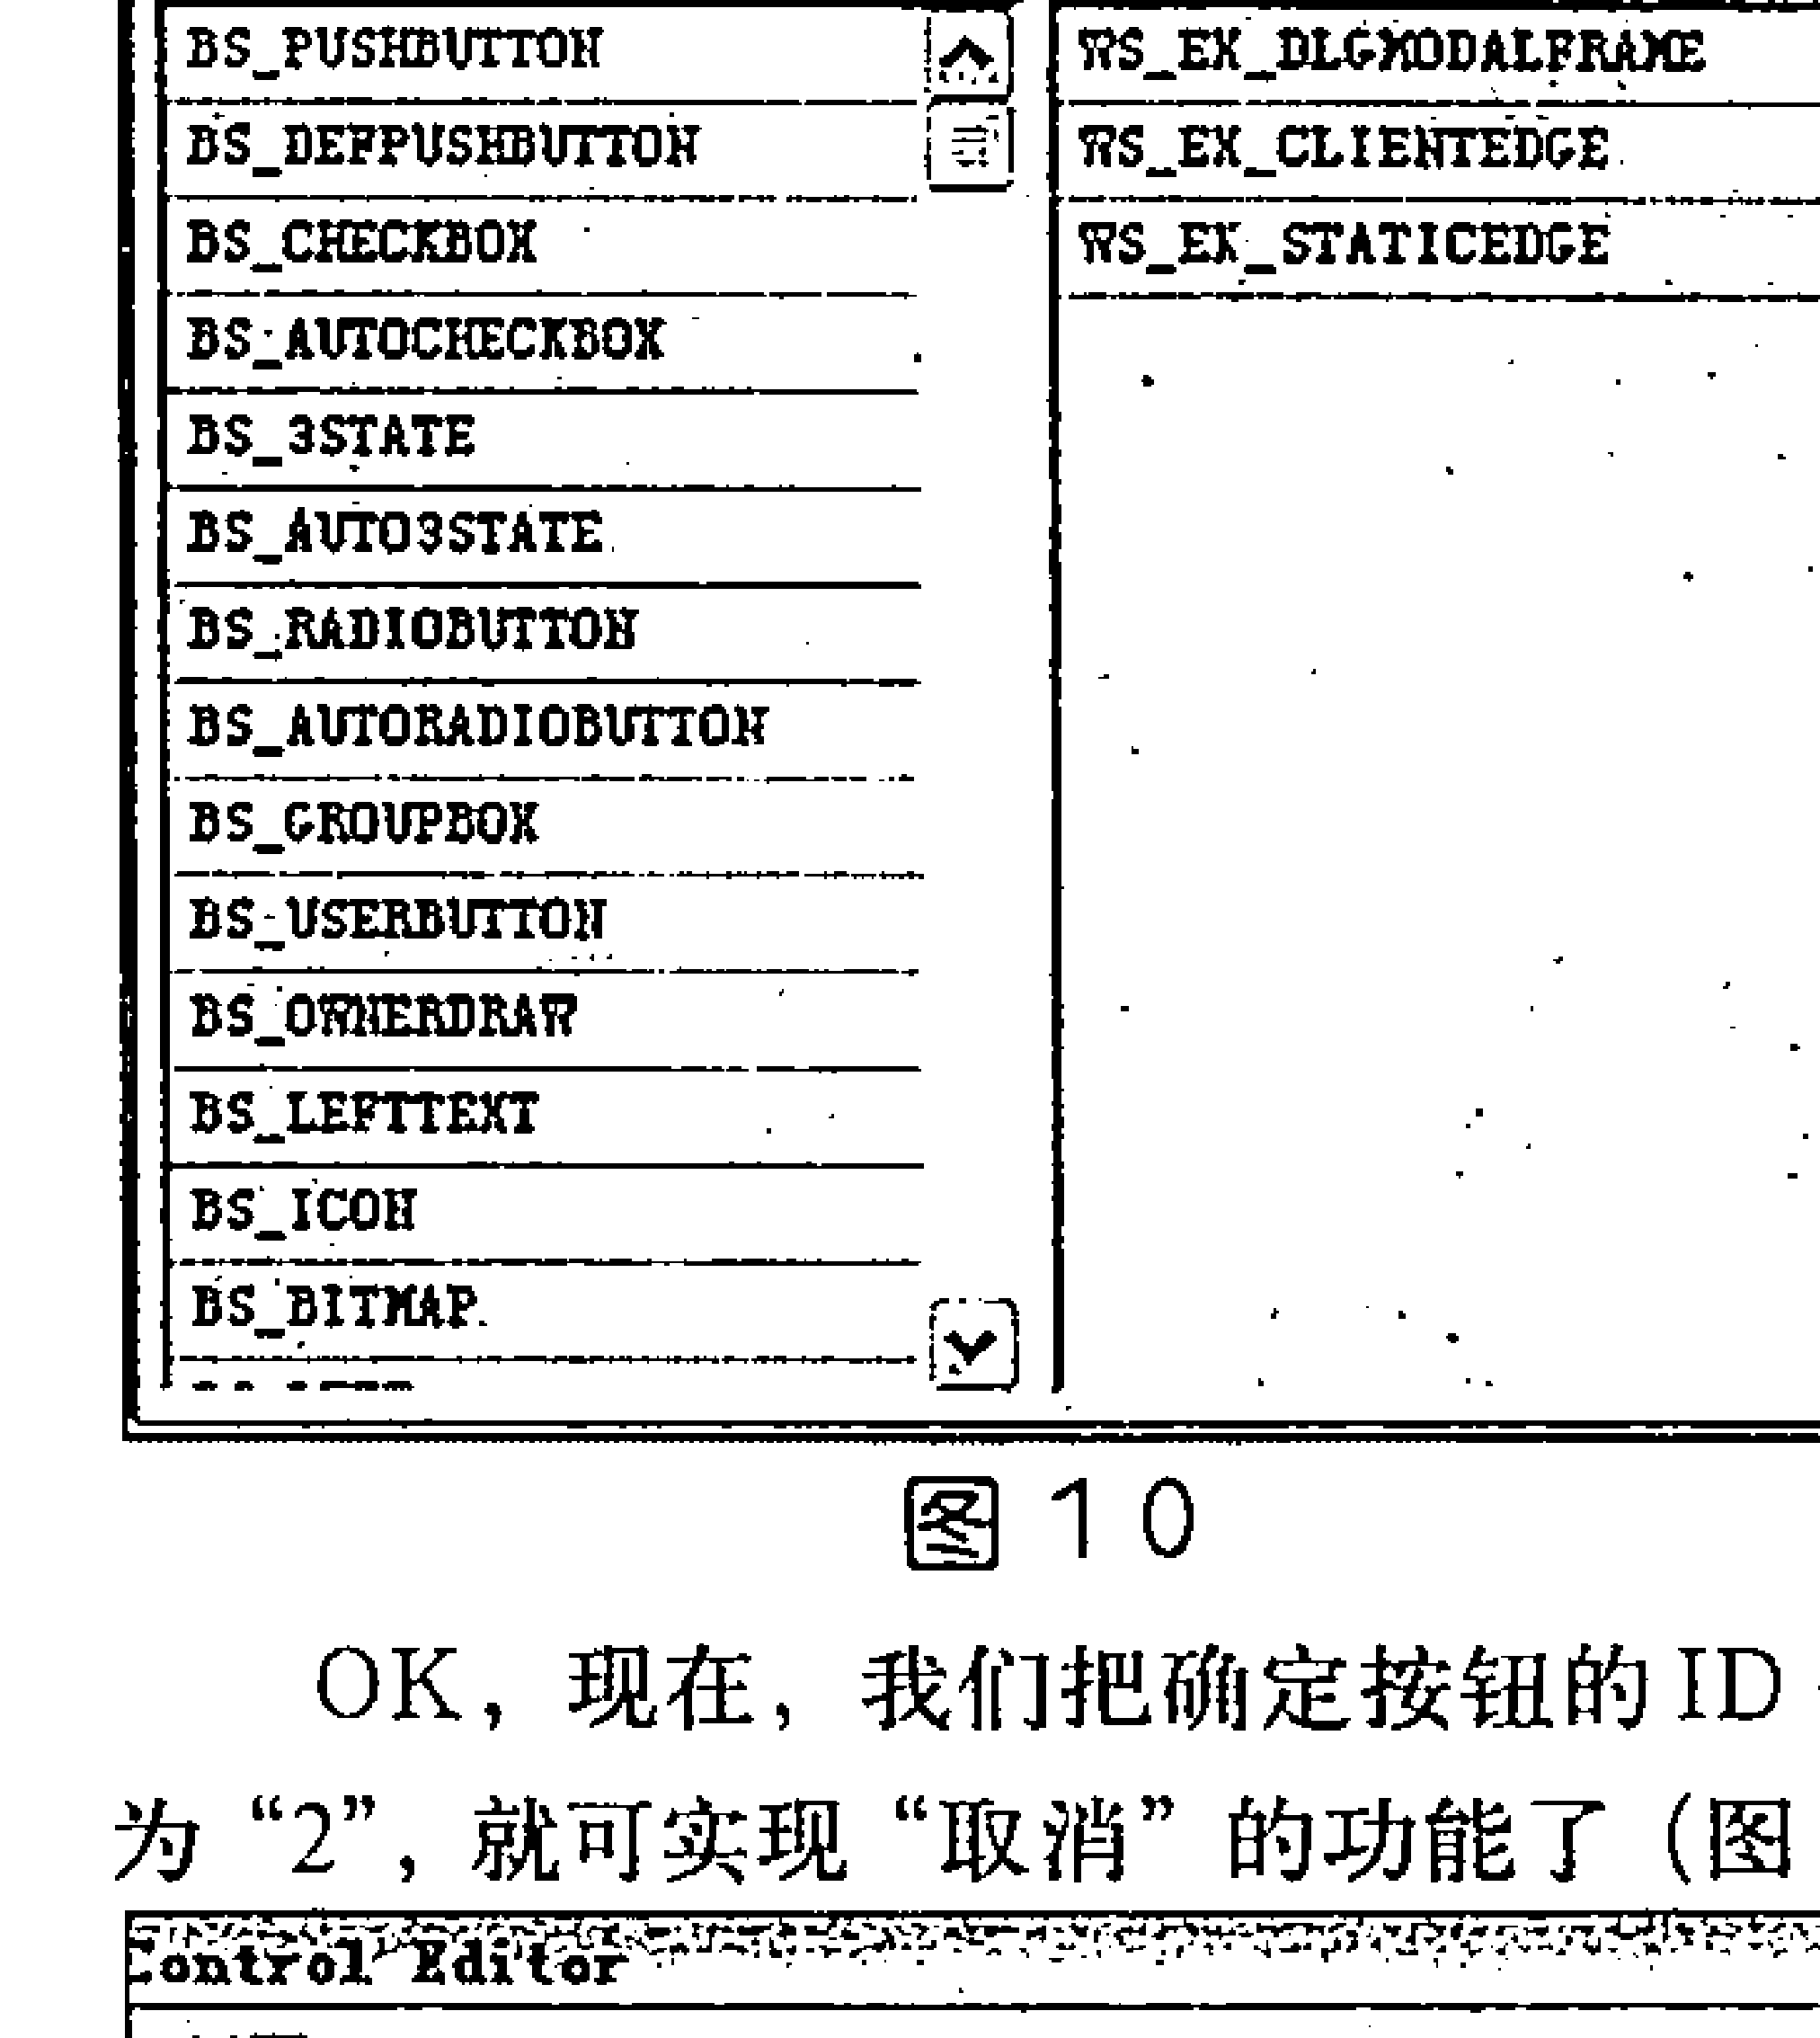 BS_PUSHBUTTON
BS_DEFPUSHBUTTON
BS_CHECKBOX
BS_AUTOCHECKBOX
BS_3STATE
BS_AUTO3STATE
BS_RADIOBUTTON
BS_AUTORADIOBUTTON
BS_GROUPBOX
BS_USERBUTTON
BS_OWNERDRAW
BS_LEFTTEXT
BS_ICON
BS_BITMAP
WS_EX_DLGMODALFRAME
WS_EX_CLIENTEDGE
WS_EX_STATICEDGE
图 10
OK，现在，我们把确定按钮的 ID
为“2”，就可实现“取消”的功能了（图
Control Editor